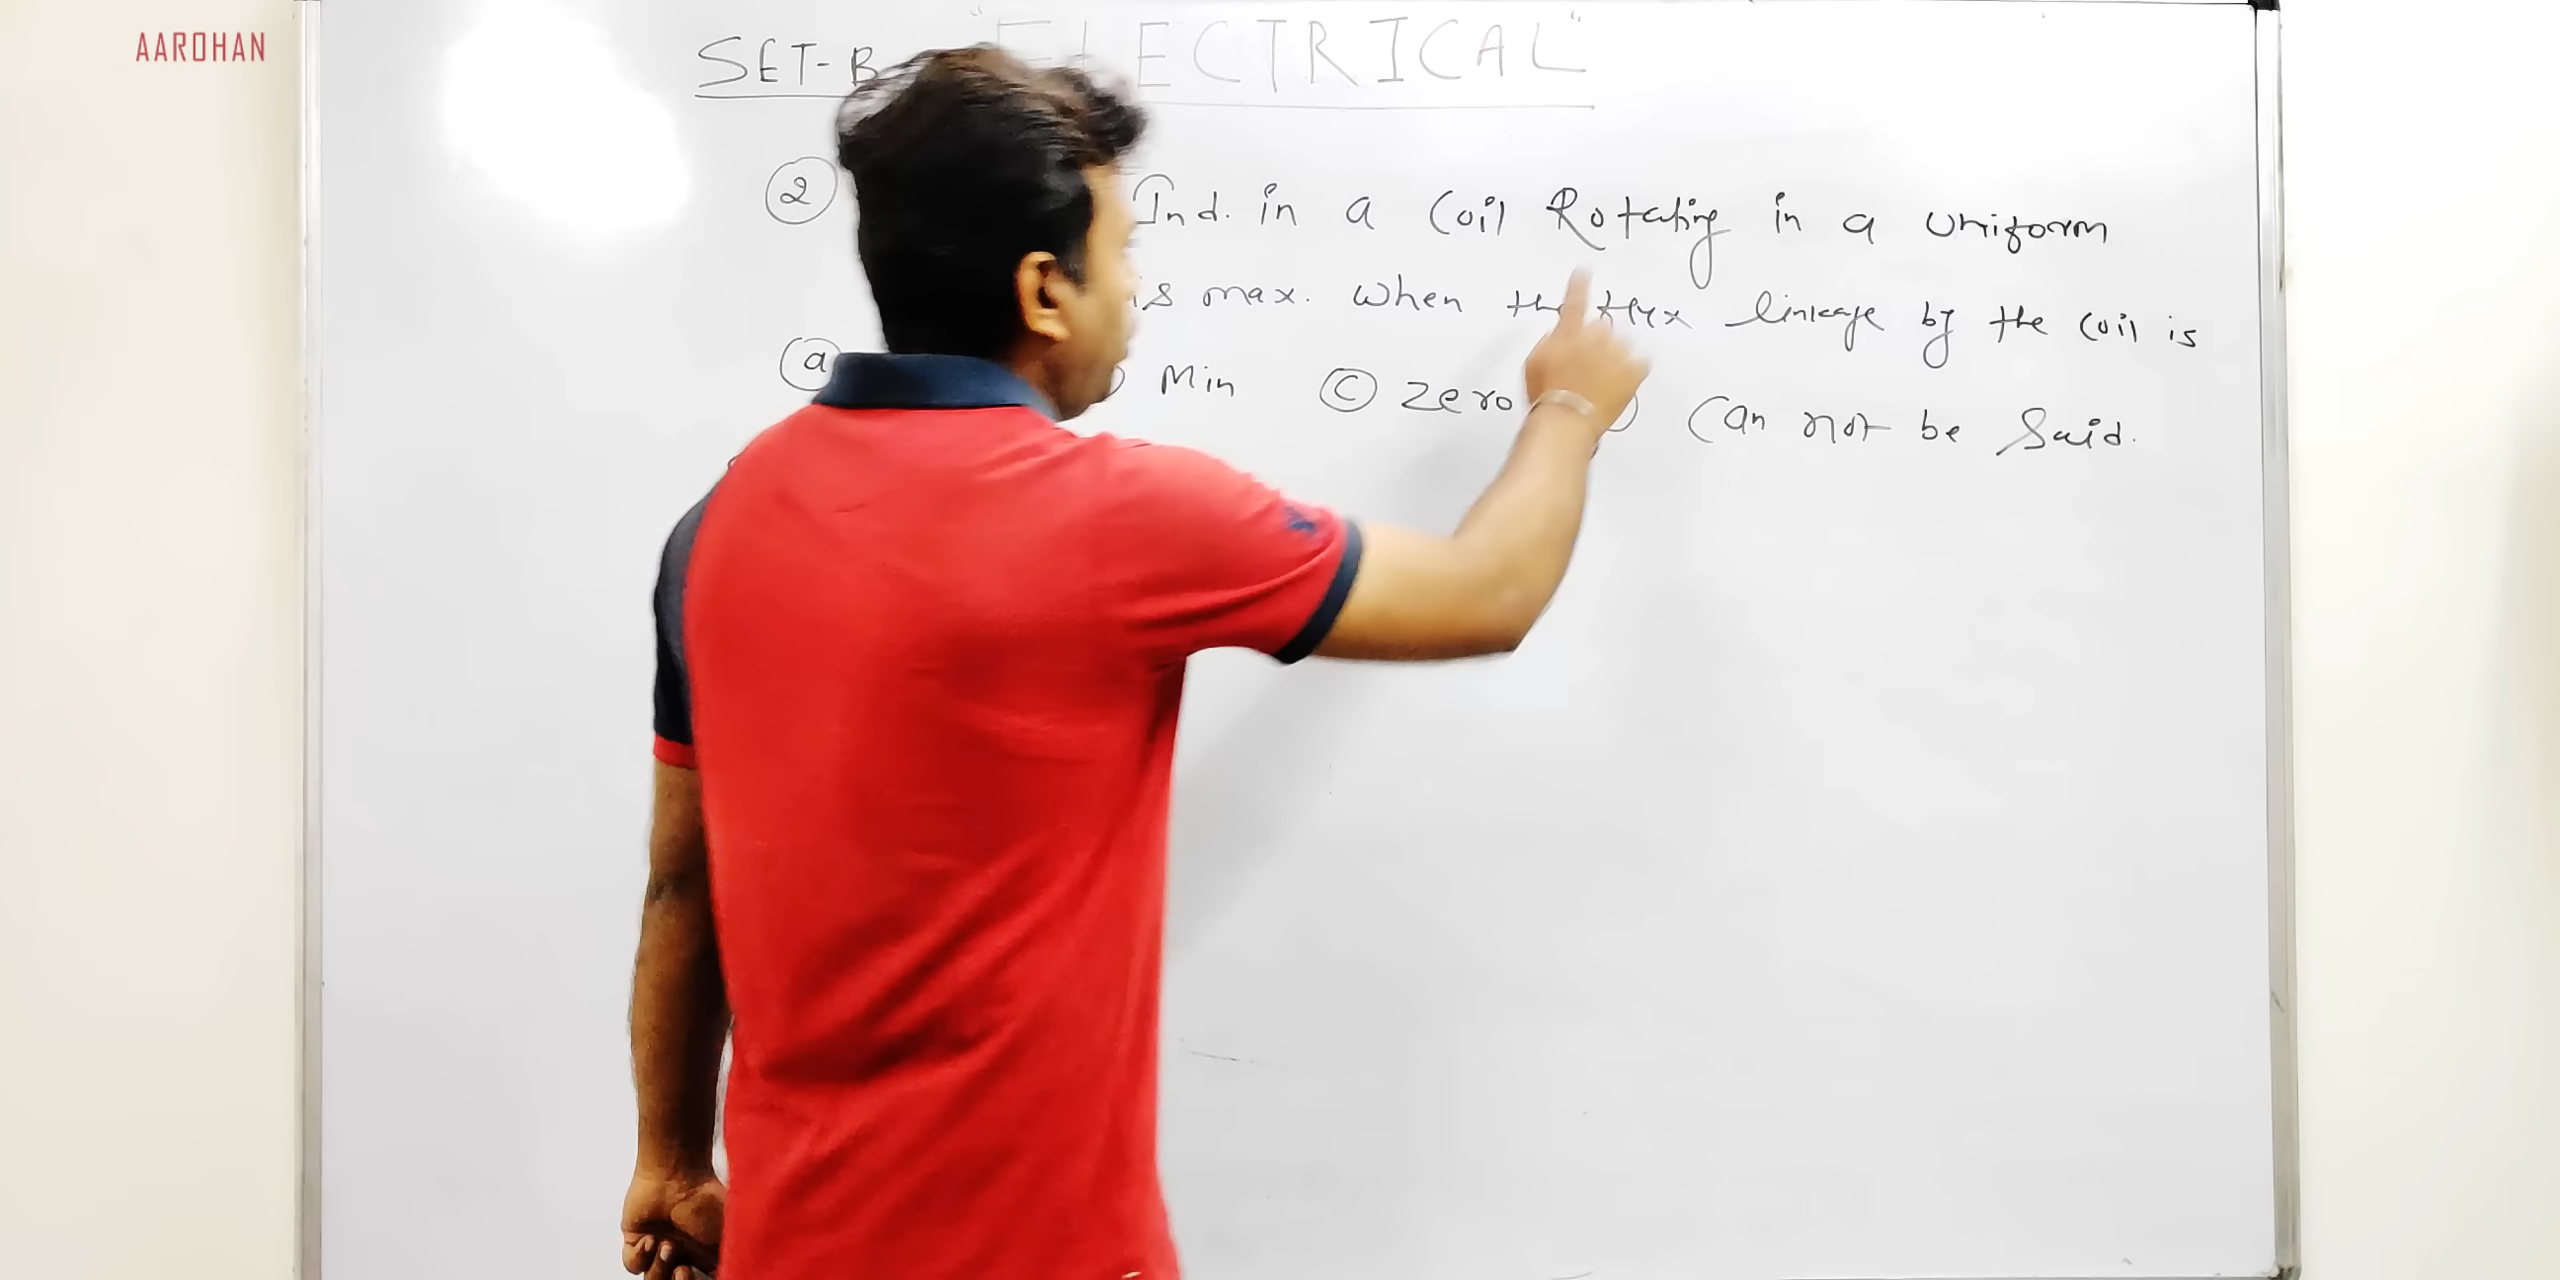 AAROHAN
SET-B "ELECTRICAL"
2 Ind. in a Coil Rotating in a uniform
is max. when the flux linkage by the coil is
a Min C zero Can not be Said.